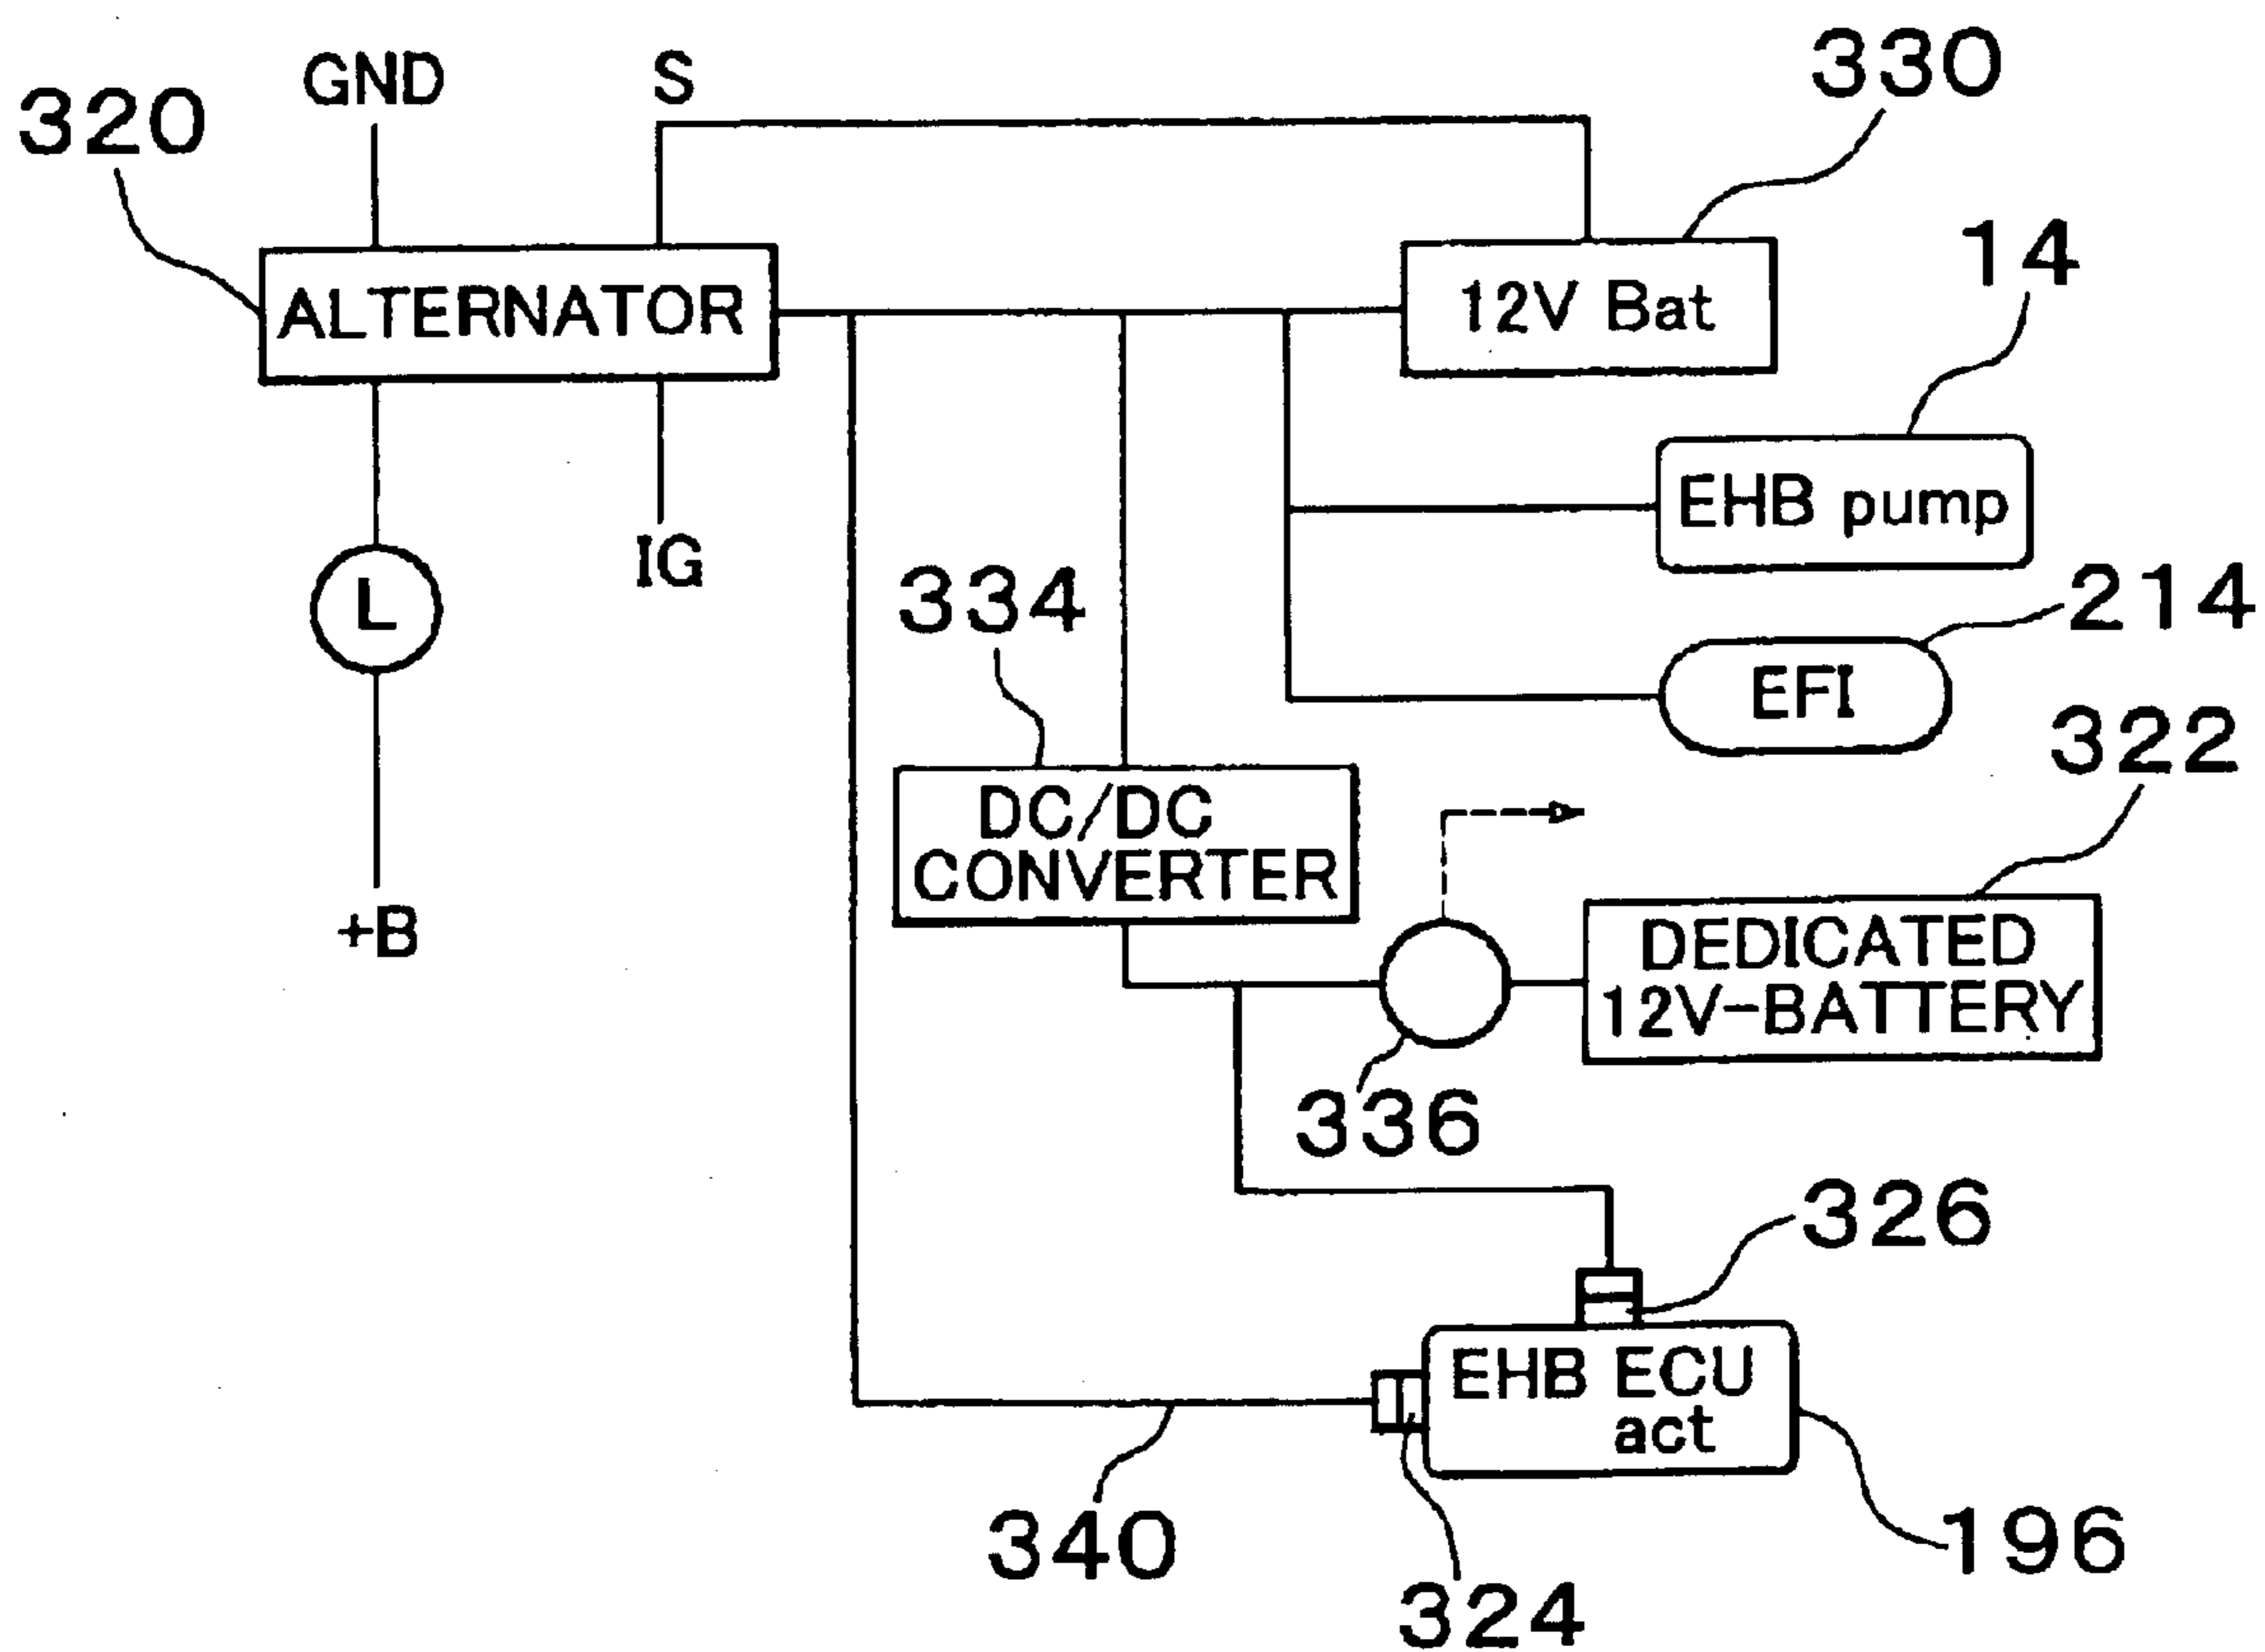 GND
S
330
320
14
ALTERNATOR
12V Bat
EHB pump
IG
334
214
L
EFI
322
DC/DC
CONVERTER
+B
DEDICATED
12V-BATTERY
336
326
EHB ECU
act
340
196
324